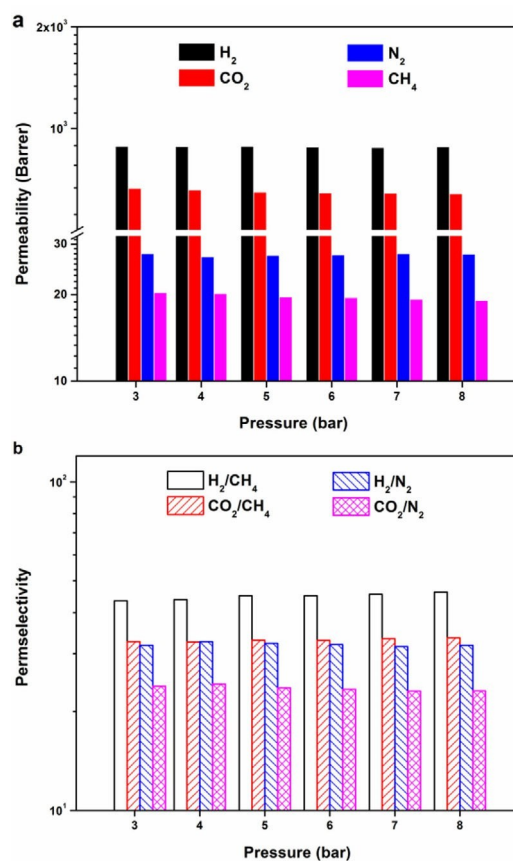 a
2x10³
H₂
N₂
CO₂
CH₄
10³
Permeability (Barrer)
30
20
10
3 4 5 6 7 8
Pressure (bar)
b
10²
H₂/CH₄
H₂/N₂
CO₂/CH₄
CO₂/N₂
Permselectivity
10¹
3 4 5 6 7 8
Pressure (bar)